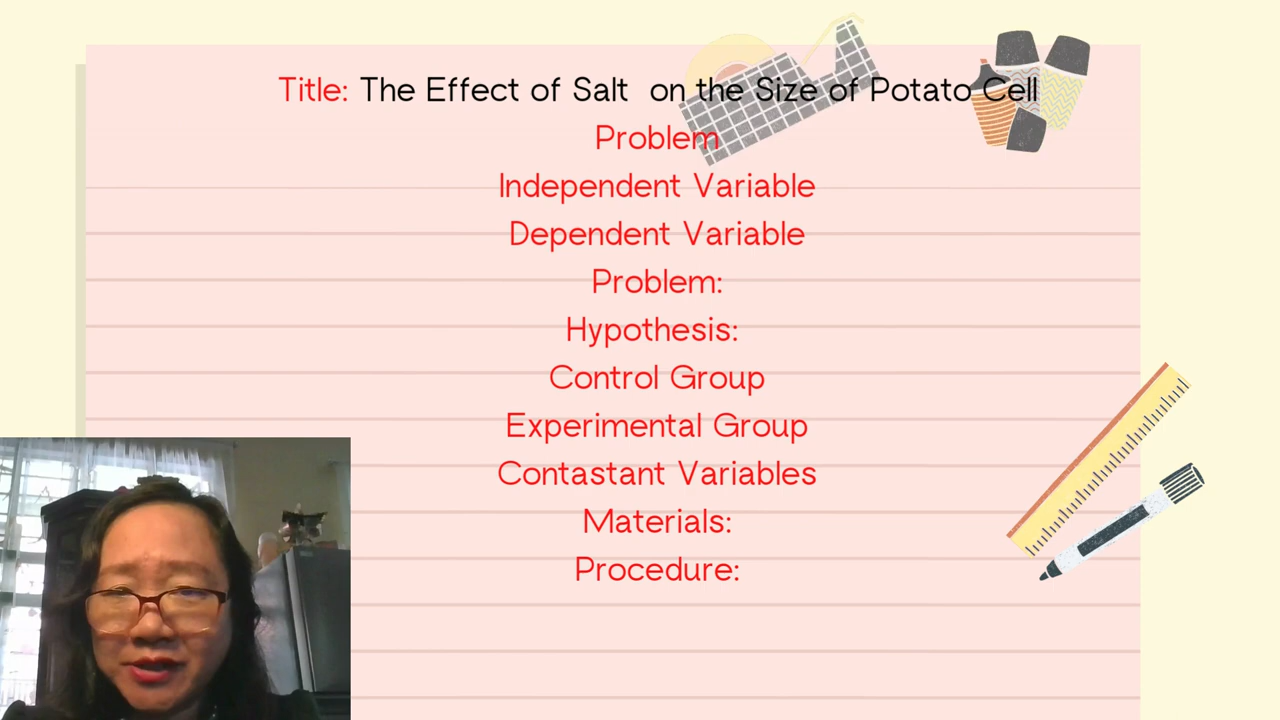 Title: The Effect of Salt on the Size of Potato Cell
Problem
Independent Variable
Dependent Variable
Problem:
Hypothesis:
Control Group
Experimental Group
Contastant Variables
Materials:
Procedure: